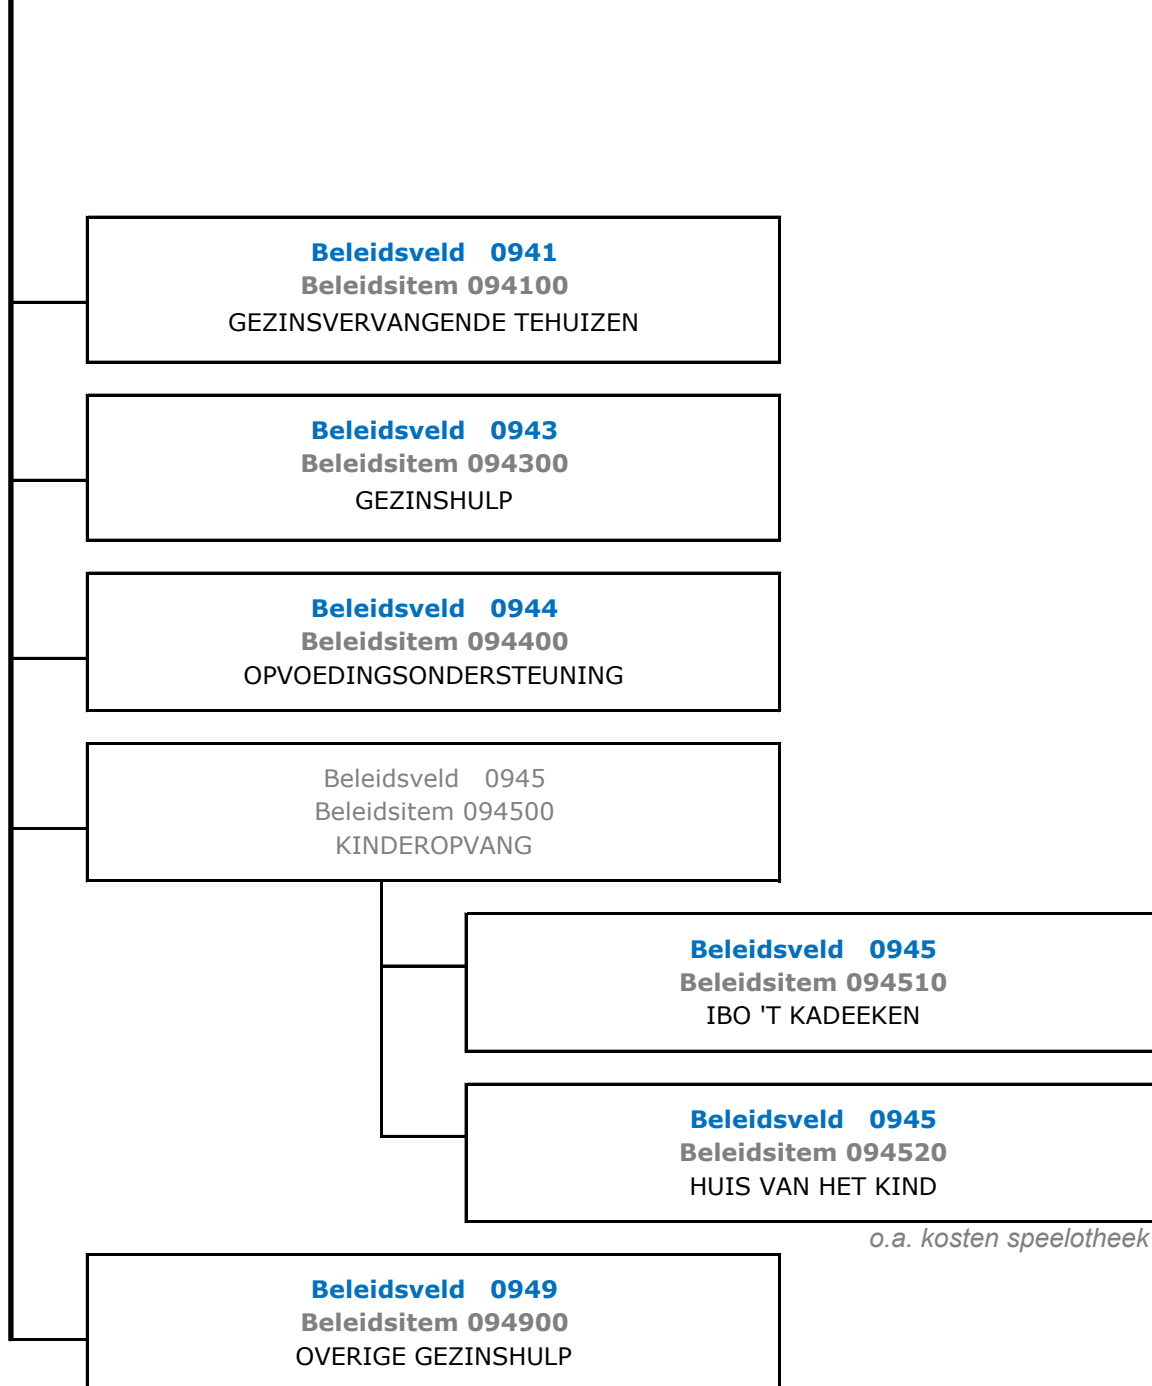 Beleidsveld 0941
Beleidsitem 094100
GEZINSVERVANGENDE TEHUIZEN
Beleidsveld 0943
Beleidsitem 094300
GEZINSHULP
Beleidsveld 0944
Beleidsitem 094400
OPVOEDINGSONDERSTEUNING
Beleidsveld 0945
Beleidsitem 094500
KINDEROPVANG
Beleidsveld 0945
Beleidsitem 094510
IBO 'T KADEEKEN
Beleidsveld 0945
Beleidsitem 094520
HUIS VAN HET KIND
o.a. kosten speelotheek
Beleidsveld 0949
Beleidsitem 094900
OVERIGE GEZINSHULP